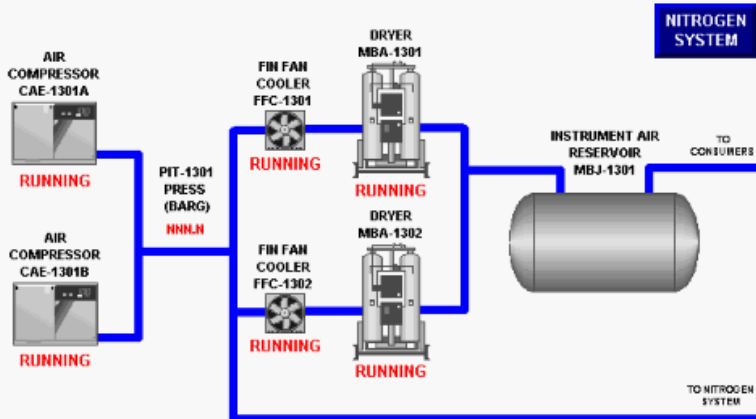 NITROGEN
SYSTEM
AIR
COMPRESSOR
CAE-1301A
RUNNING
PIT-1301
PRESS
(BARG)
NNN.N
AIR
COMPRESSOR
CAE-1301B
RUNNING
FIN FAN
COOLER
FFC-1301
RUNNING
DRYER
MBA-1301
RUNNING
FIN FAN
COOLER
FFC-1302
RUNNING
DRYER
MBA-1302
RUNNING
INSTRUMENT AIR
RESERVOIR
MBJ-1301
TO
CONSUMERS
TO NITROGEN
SYSTEM